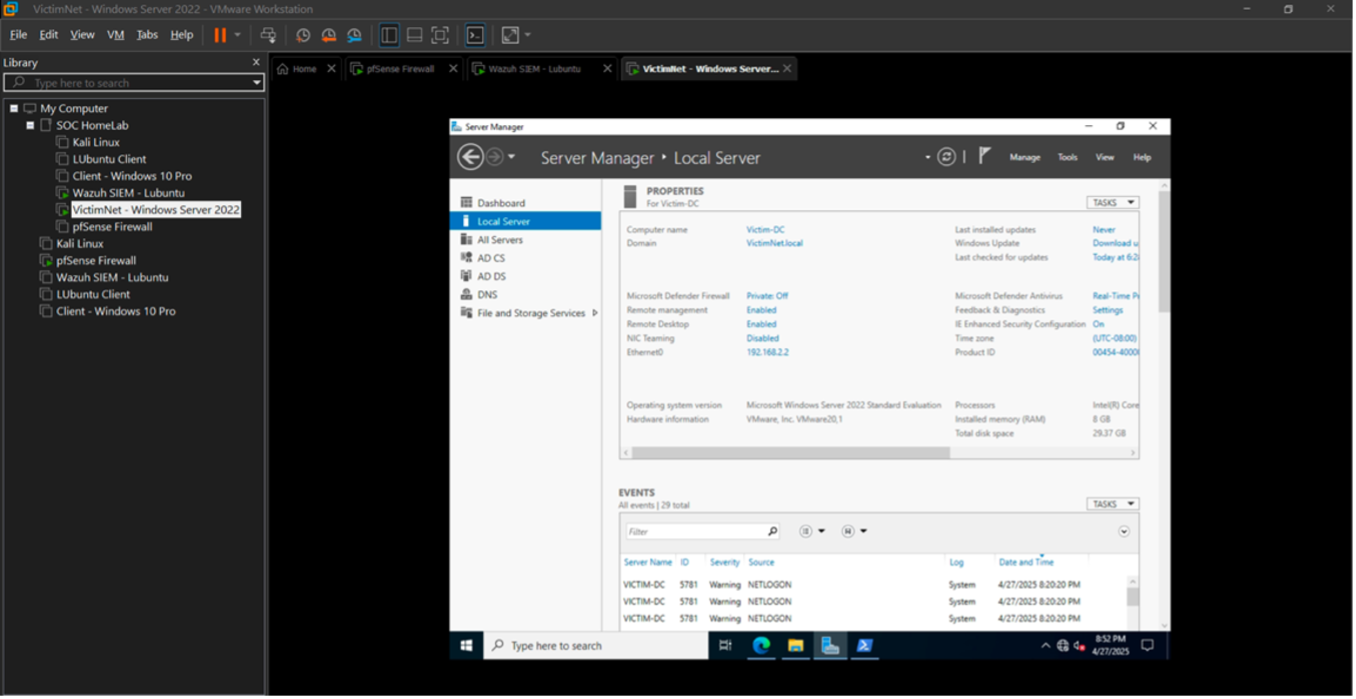 VictimNet - Windows Server 2022 - VMware Workstation
File Edit View VM Tabs Help
Library
Type here to search
My Computer
SOC HomeLab
Kali Linux
LUbuntu Client
Client - Windows 10 Pro
Wazuh SIEM - Lubuntu
VictimNet - Windows Server 2022
pfSense Firewall
Kali Linux
pfSense Firewall
Wazuh SIEM - Lubuntu
LUbuntu Client
Client - Windows 10 Pro
Home pfSense Firewall Wazuh SIEM - Lubuntu VictimNet - Windows Server...
Server Manager
Server Manager Local Server
Manage Tools View Help
Dashboard
Local Server
All Servers
AD CS
AD DS
DNS
File and Storage Services
PROPERTIES
For Victim-DC
TASKS
Computer name Victim-DC Last installed updates Never
Domain VictimNet.local Windows Update Download u
Last checked for updates Today at 6:2
Microsoft Defender Firewall Private: Off Microsoft Defender Antivirus Real-Time P
Remote management Enabled Feedback & Diagnostics Settings
Remote Desktop Enabled IE Enhanced Security Configuration On
NIC Teaming Disabled Time zone (UTC-08:00)
Ethernet0 192.168.2.2 Product ID 00454-4000
Operating system version Microsoft Windows Server 2022 Standard Evaluation Processors Intel(R) Core
Hardware information VMware, Inc. VMware20,1 Installed memory (RAM) 8 GB
Total disk space 29.37 GB
EVENTS
All events | 29 total
TASKS
Filter
Server Name ID Severity Source Log Date and Time
VICTIM-DC 5781 Warning NETLOGON System 4/27/2025 8:20:20 PM
VICTIM-DC 5781 Warning NETLOGON System 4/27/2025 8:20:20 PM
VICTIM-DC 5781 Warning NETLOGON System 4/27/2025 8:20:20 PM
Type here to search
8:52 PM
4/27/2025